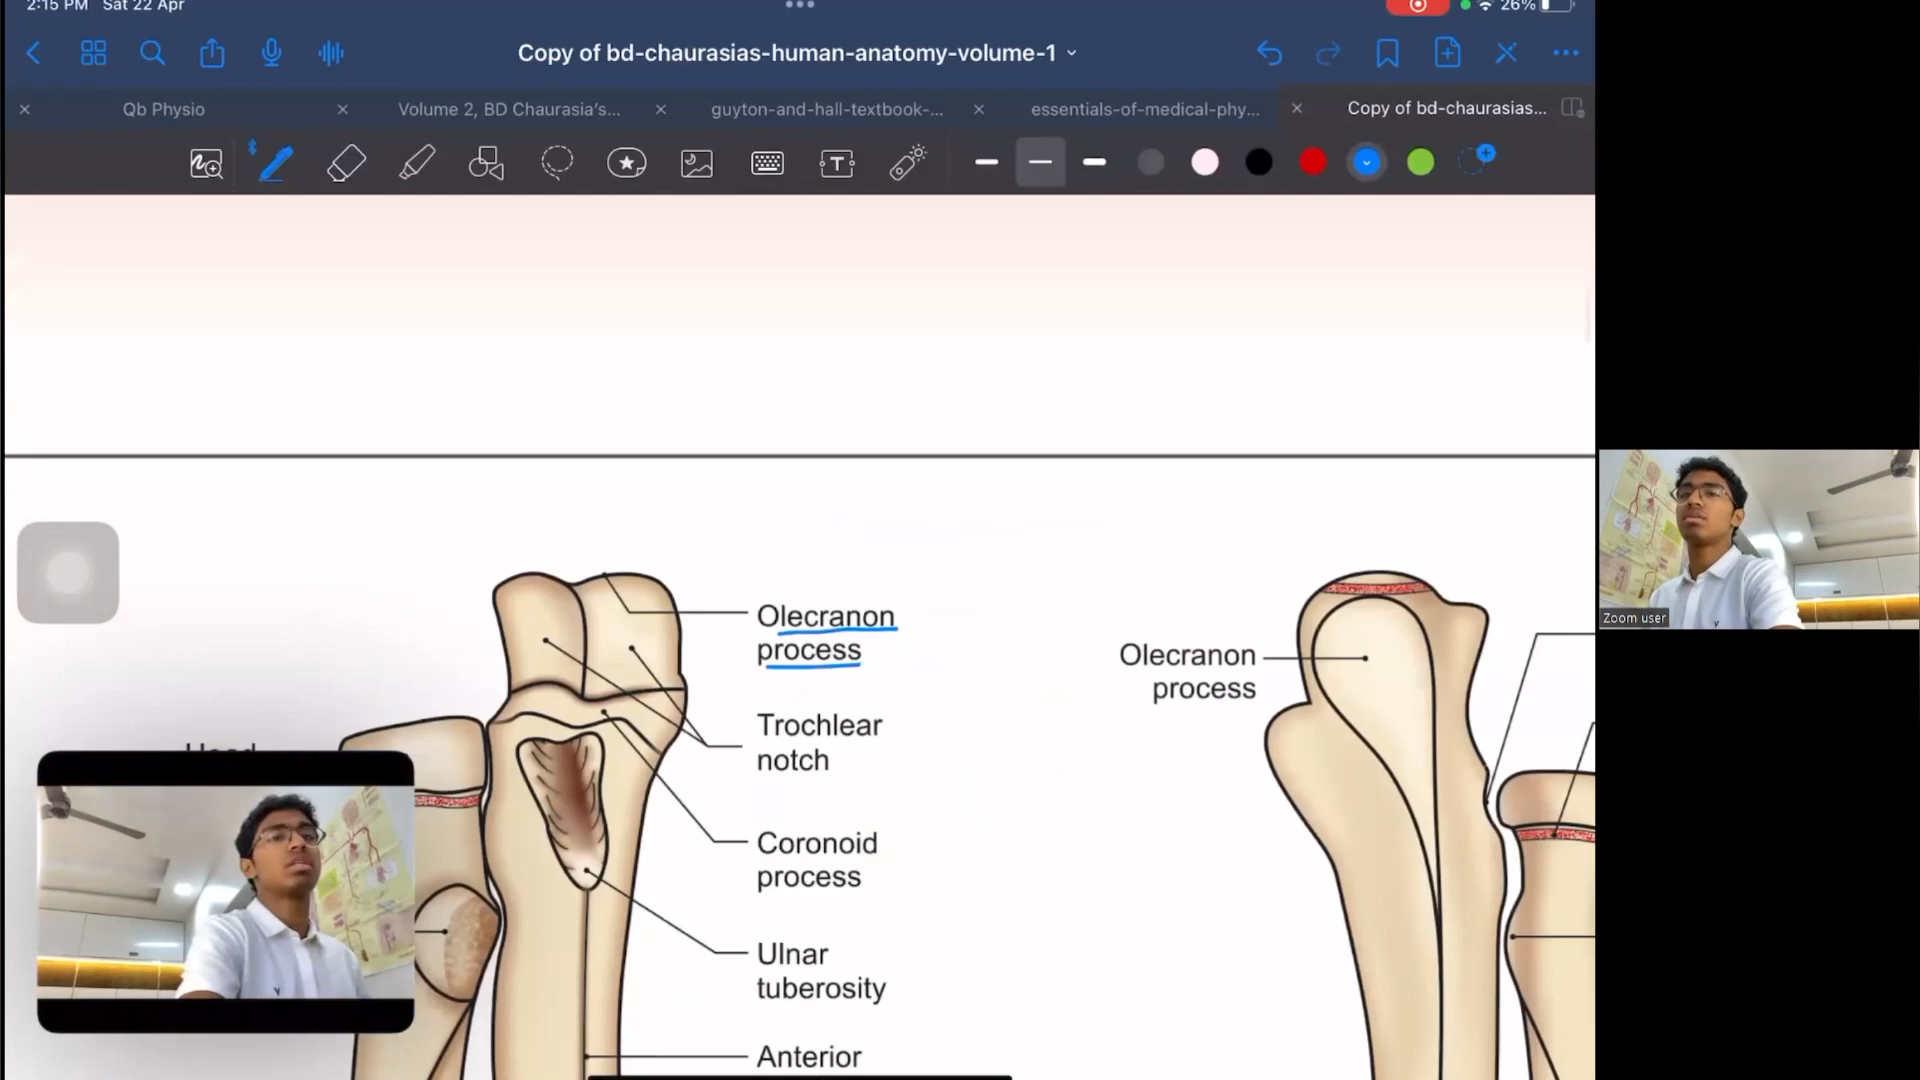 2:15 PM Sat 22 Apr
26%
Copy of bd-chaurasias-human-anatomy-volume-1
Qb Physio
Volume 2, BD Chaurasia's...
guyton-and-hall-textbook-...
essentials-of-medical-phy...
Copy of bd-chaurasias...
T
Olecranon
process
Trochlear
notch
Coronoid
process
Ulnar
tuberosity
Anterior
Olecranon
process
Zoom user